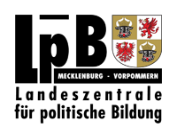 LpB
MECKLENBURG - VORPOMMERN
Landeszentrale
für politische Bildung